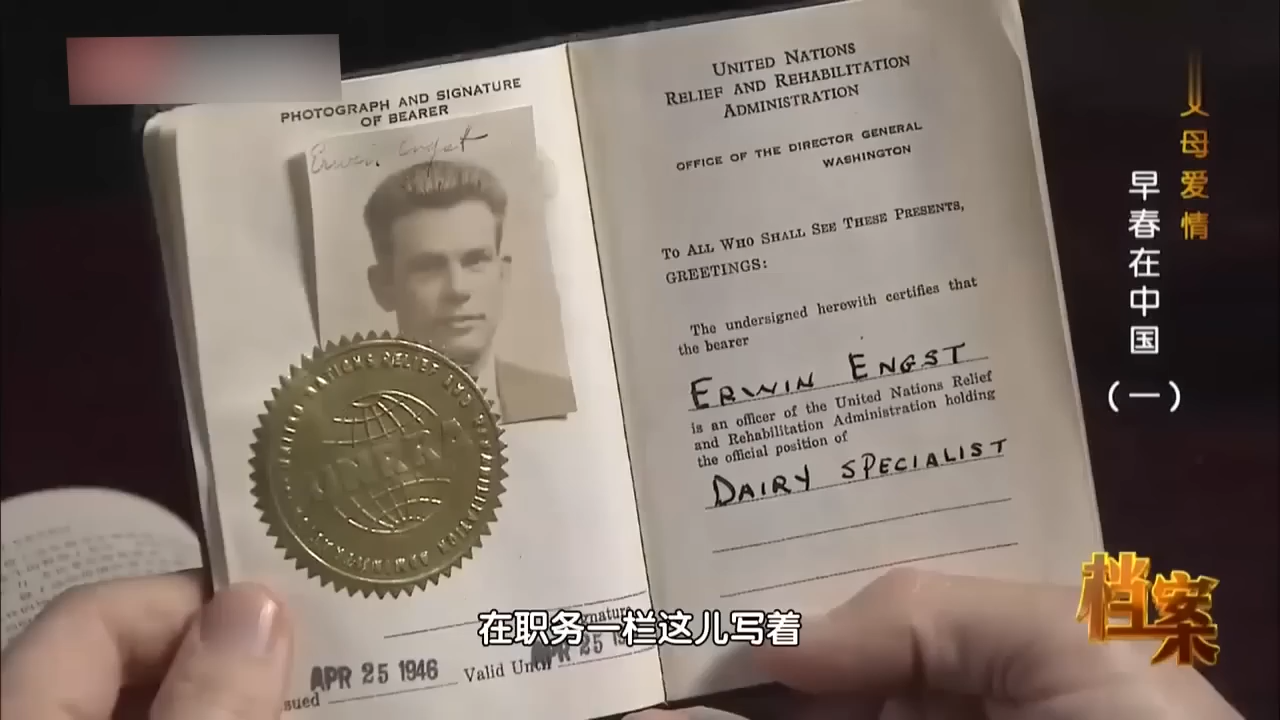 PHOTOGRAPH AND SIGNATURE
OF BEARER
Erwin Engst
APR 25 1946
Valid Until
APR 25
UNITED NATIONS
RELIEF AND REHABILITATION
ADMINISTRATION
OFFICE OF THE DIRECTOR GENERAL
WASHINGTON
TO ALL WHO SHALL SEE THESE PRESENTS,
GREETINGS:
The undersigned herewith certifies that
the bearer
ERWIN ENGST
is an officer of the United Nations Relief
and Rehabilitation Administration holding
the official position of
DAIRY SPECIALIST
父母爱情
早春在中国
（一）
档案
在职务一栏这儿写着